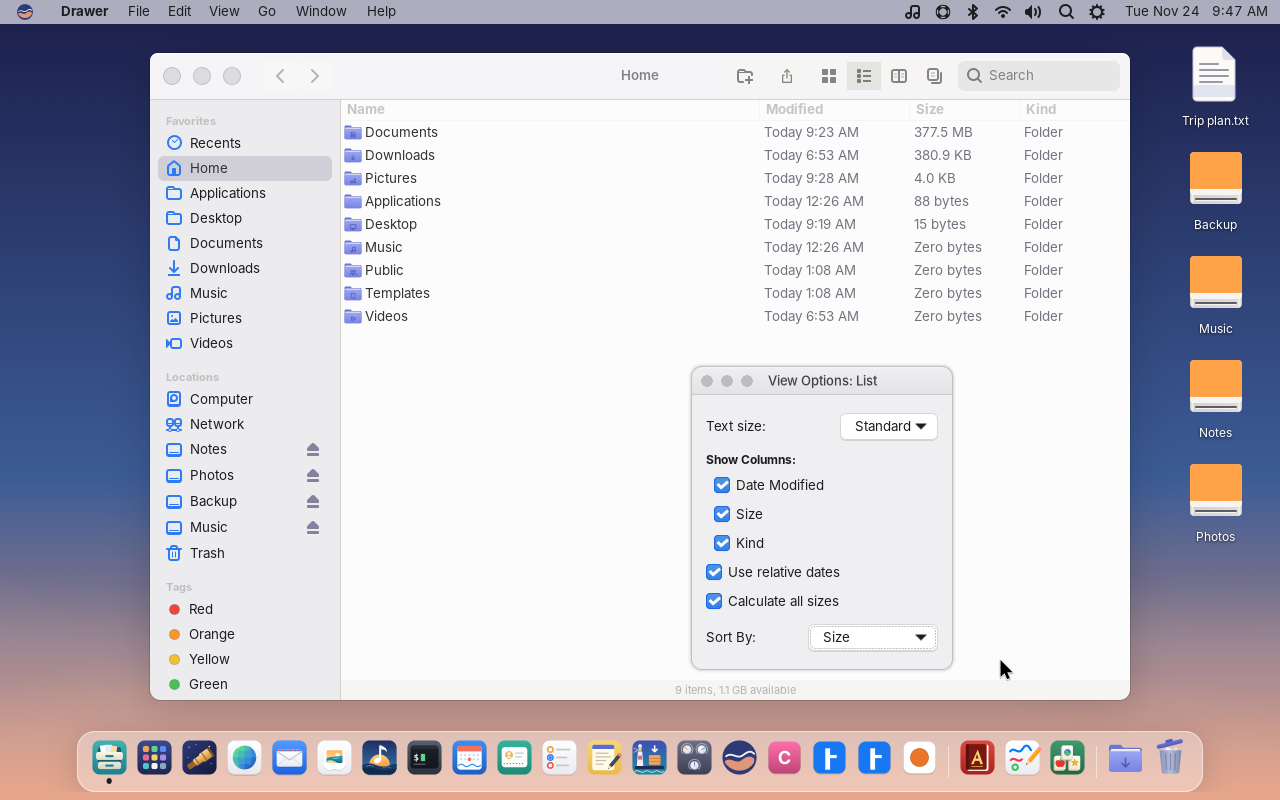 Drawer File Edit View Go Window Help Tue Nov 24 9:47 AM
Home
Search
Favorites
Recents
Home
Applications
Desktop
Documents
Downloads
Music
Pictures
Videos
Locations
Computer
Network
Notes
Photos
Backup
Music
Trash
Tags
Red
Orange
Yellow
Green
Name Modified Size Kind
Documents Today 9:23 AM 377.5 MB Folder
Downloads Today 6:53 AM 380.9 KB Folder
Pictures Today 9:28 AM 4.0 KB Folder
Applications Today 12:26 AM 88 bytes Folder
Desktop Today 9:19 AM 15 bytes Folder
Music Today 12:26 AM Zero bytes Folder
Public Today 1:08 AM Zero bytes Folder
Templates Today 1:08 AM Zero bytes Folder
Videos Today 6:53 AM Zero bytes Folder
View Options: List
Text size: Standard
Show Columns:
Date Modified
Size
Kind
Use relative dates
Calculate all sizes
Sort By: Size
9 items, 1.1 GB available
Trip plan.txt
Backup
Music
Notes
Photos
$
C
A